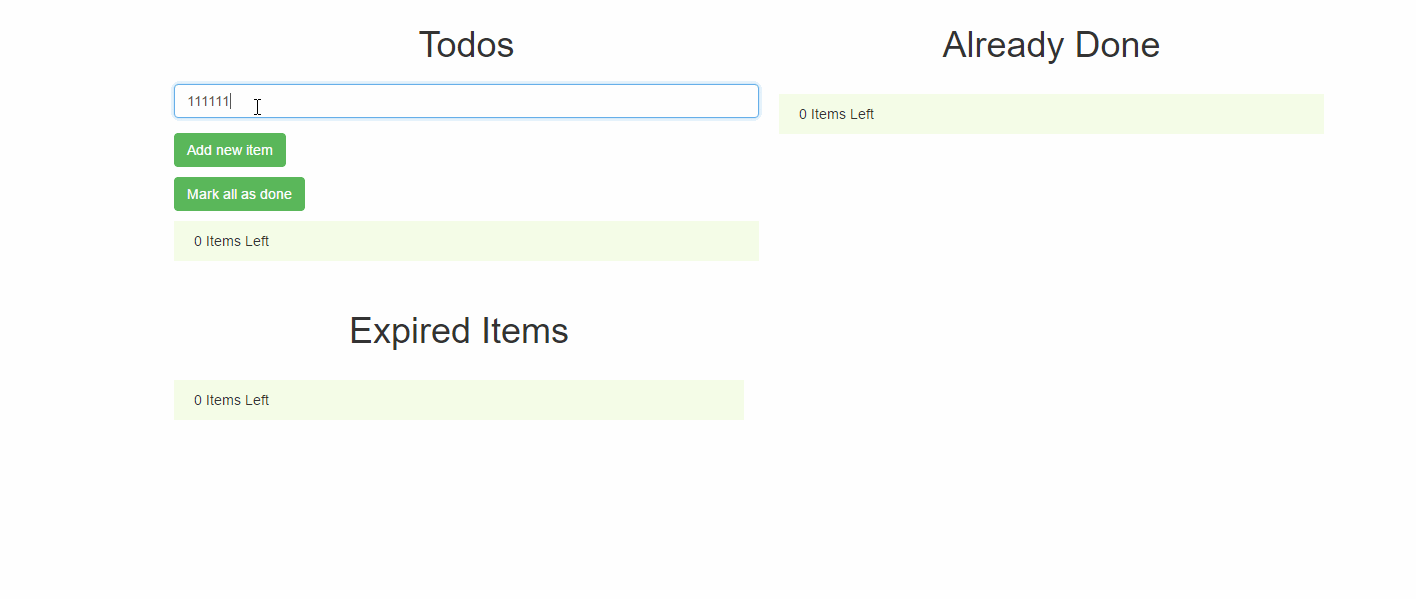 Todos
111111
Add new item
Mark all as done
0 Items Left
Expired Items
0 Items Left
Already Done
0 Items Left